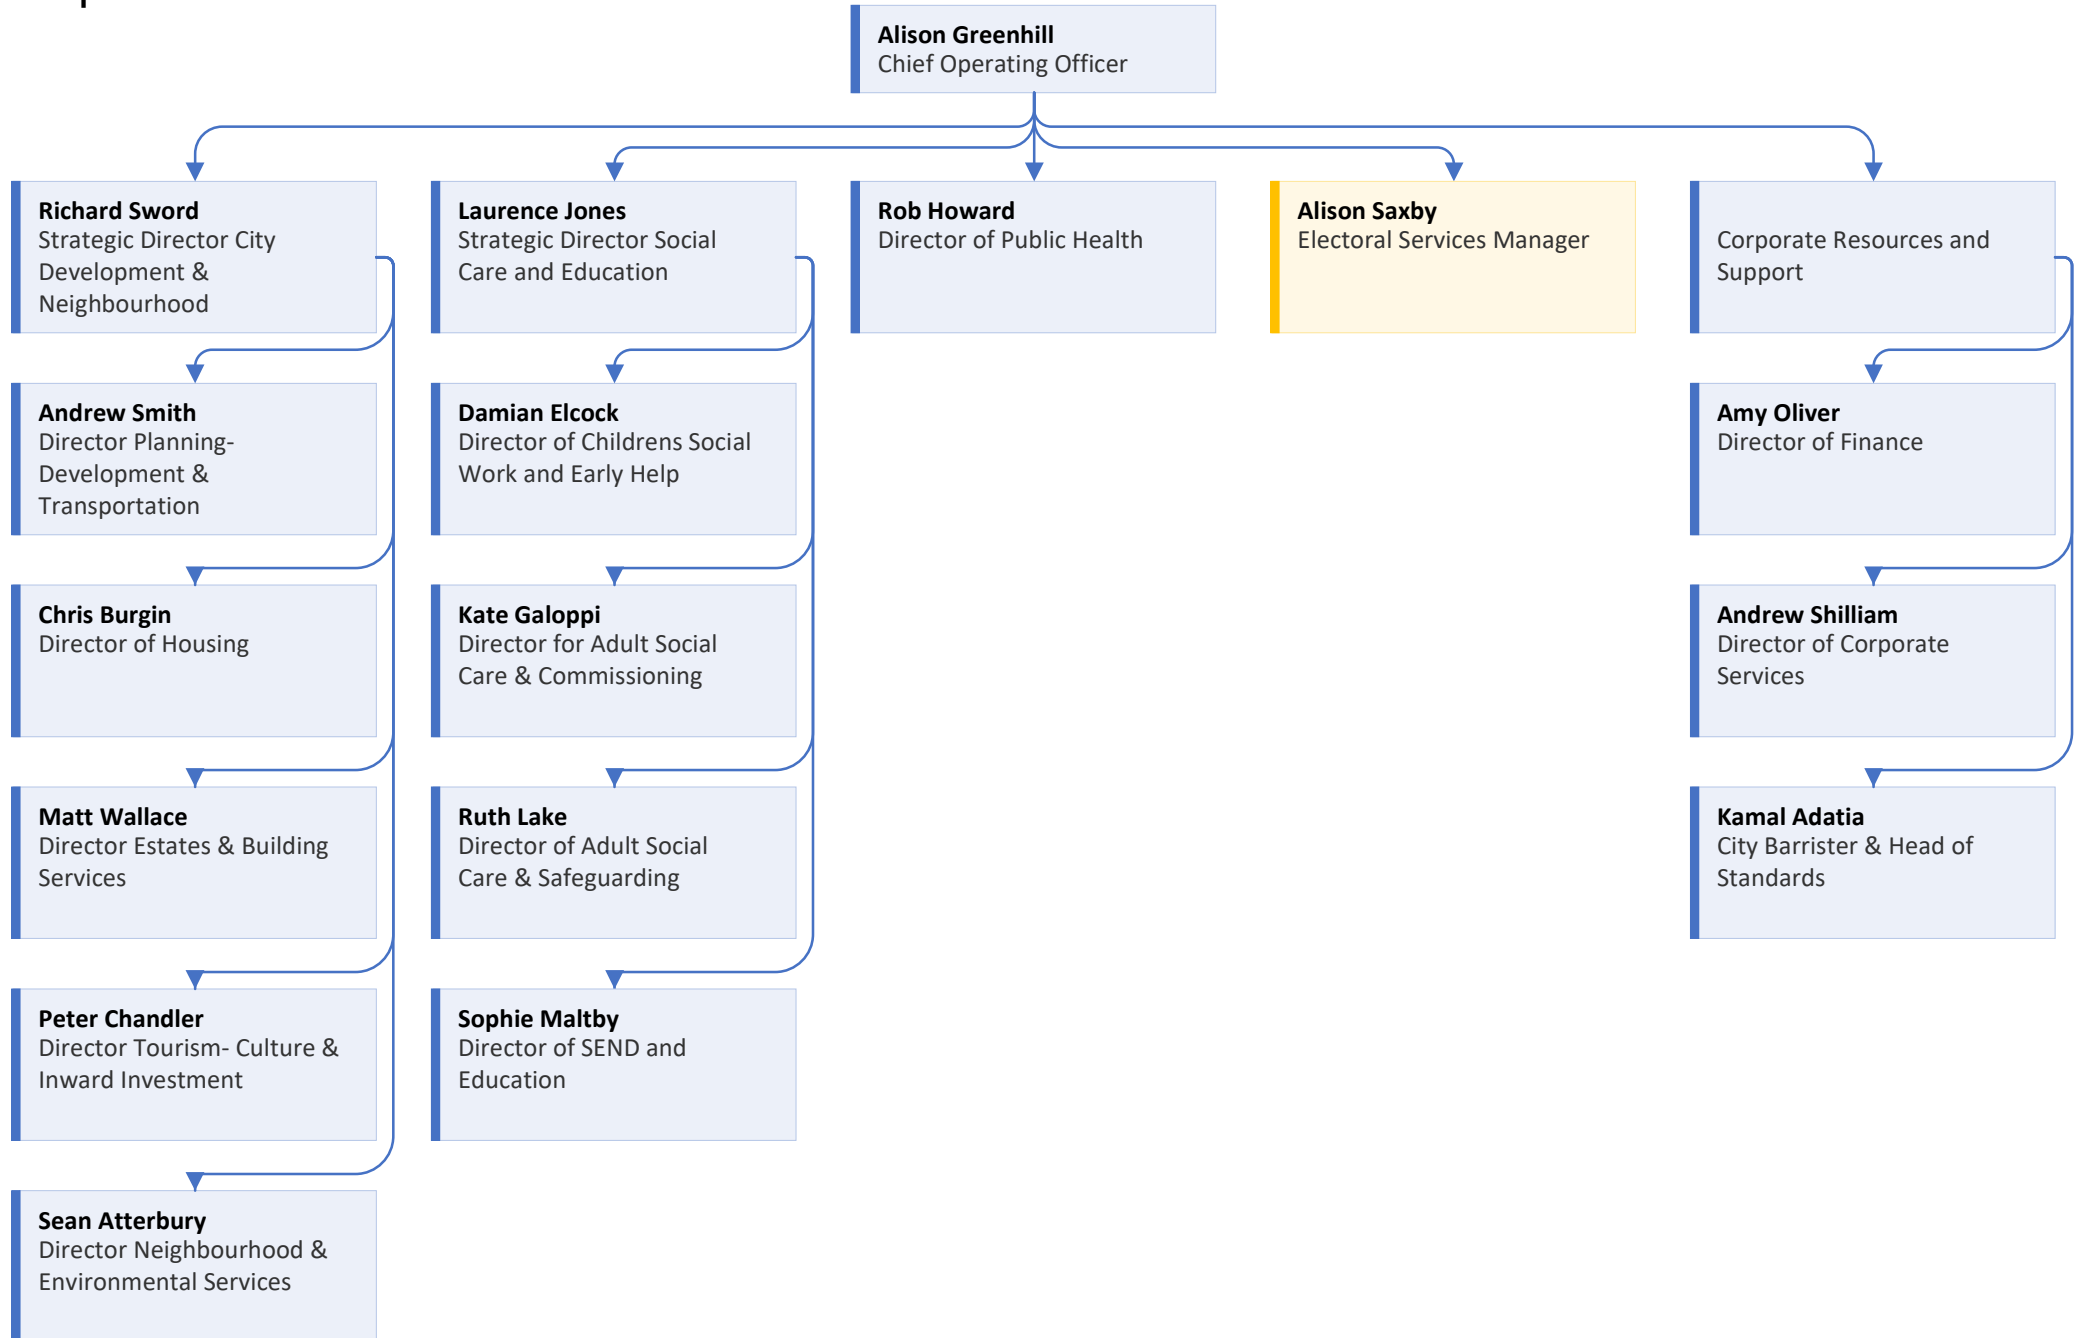 Alison Greenhill
Chief Operating Officer
Richard Sword
Strategic Director City
Development &
Neighbourhood
Laurence Jones
Strategic Director Social
Care and Education
Rob Howard
Director of Public Health
Alison Saxby
Electoral Services Manager
Corporate Resources and
Support
Andrew Smith
Director Planning-
Development &
Transportation
Damian Elcock
Director of Childrens Social
Work and Early Help
Amy Oliver
Director of Finance
Chris Burgin
Director of Housing
Kate Galoppi
Director for Adult Social
Care & Commissioning
Andrew Shilliam
Director of Corporate
Services
Matt Wallace
Director Estates & Building
Services
Ruth Lake
Director of Adult Social
Care & Safeguarding
Kamal Adatia
City Barrister & Head of
Standards
Peter Chandler
Director Tourism- Culture &
Inward Investment
Sophie Maltby
Director of SEND and
Education
Sean Atterbury
Director Neighbourhood &
Environmental Services